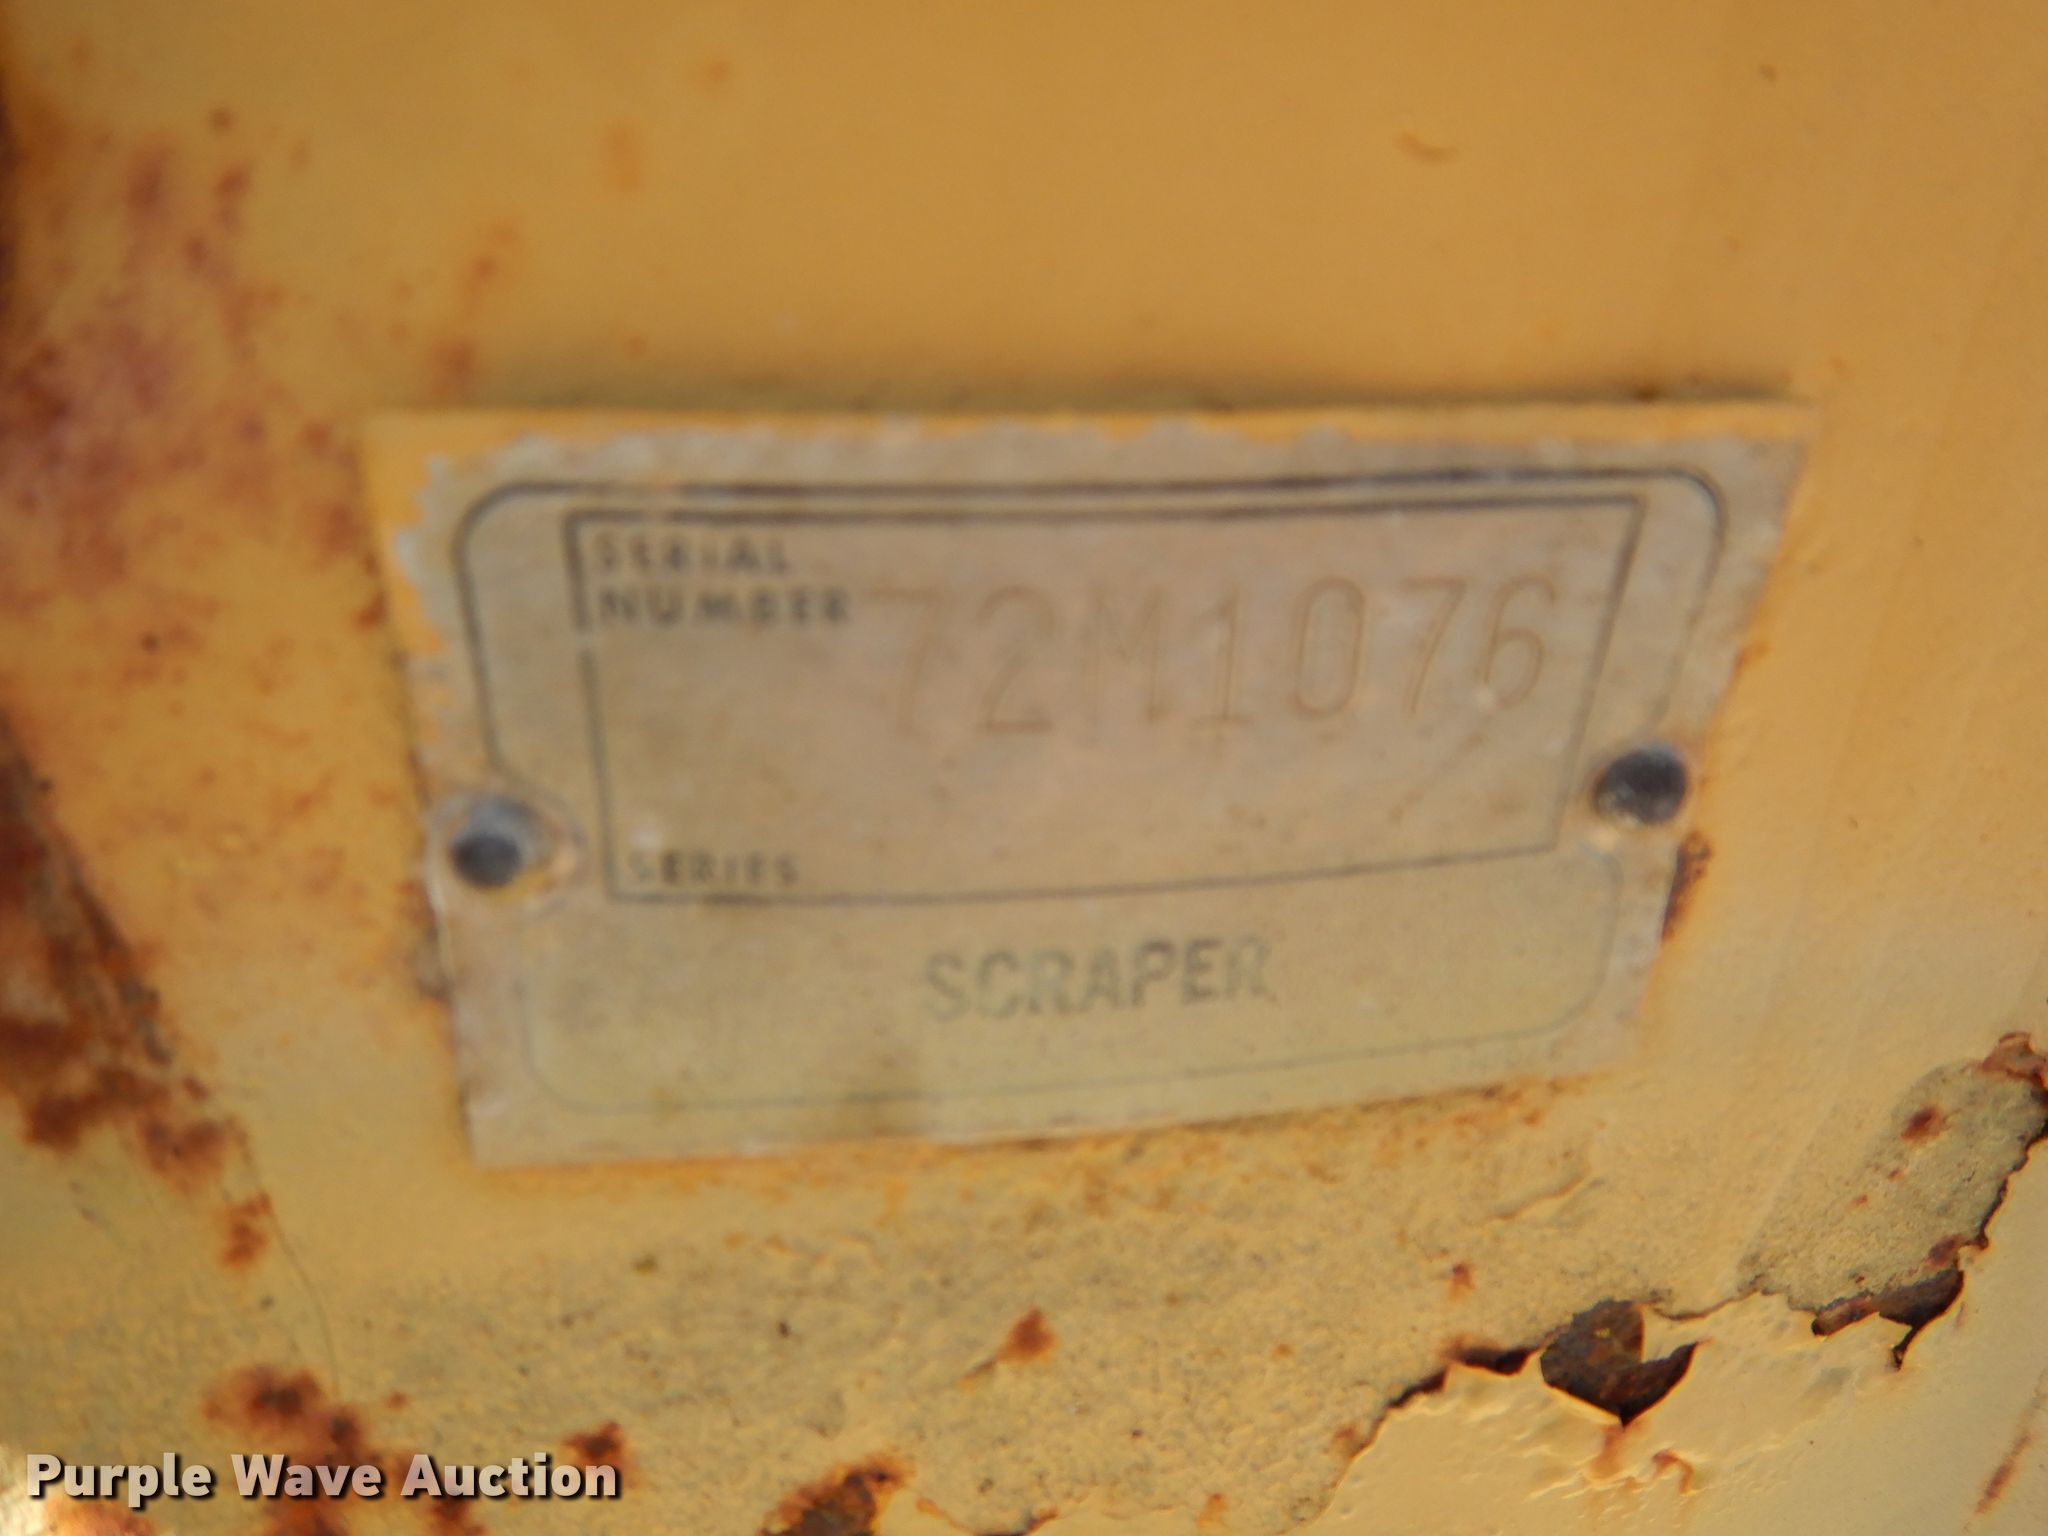 SERIAL
NUMBER 72M1076
SERIES
SCRAPER
Purple Wave Auction